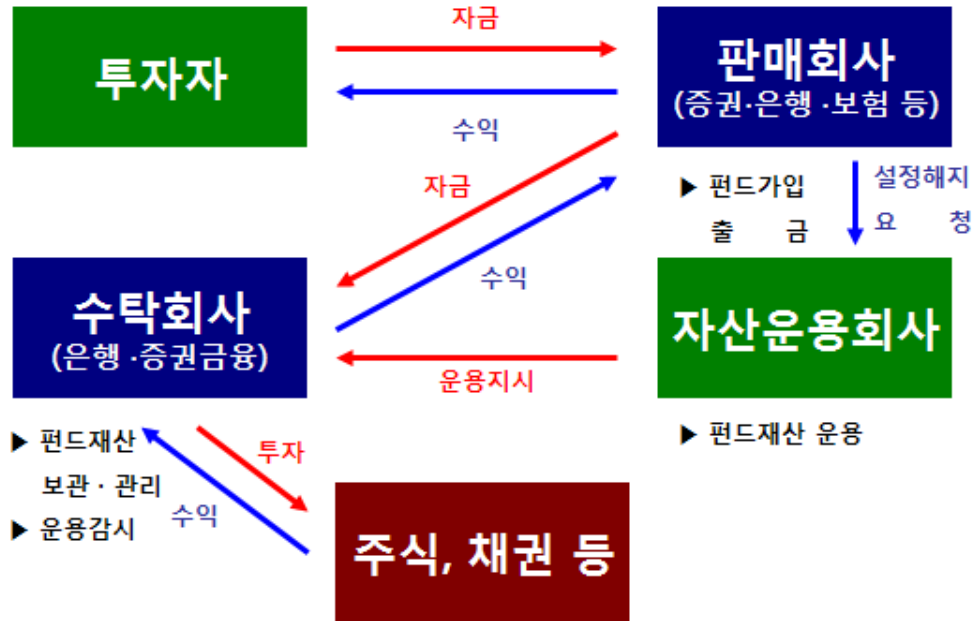 자금
투자자
판매회사
(증권·은행 ·보험 등)
수익
자금
▶ 펀드가입
출 금
설정해지
요 청
수익
수탁회사
(은행 ·증권금융)
자산운용회사
운용지시
▶ 펀드재산
보관 · 관리
▶ 운용감시
투자
수익
▶ 펀드재산 운용
주식, 채권 등